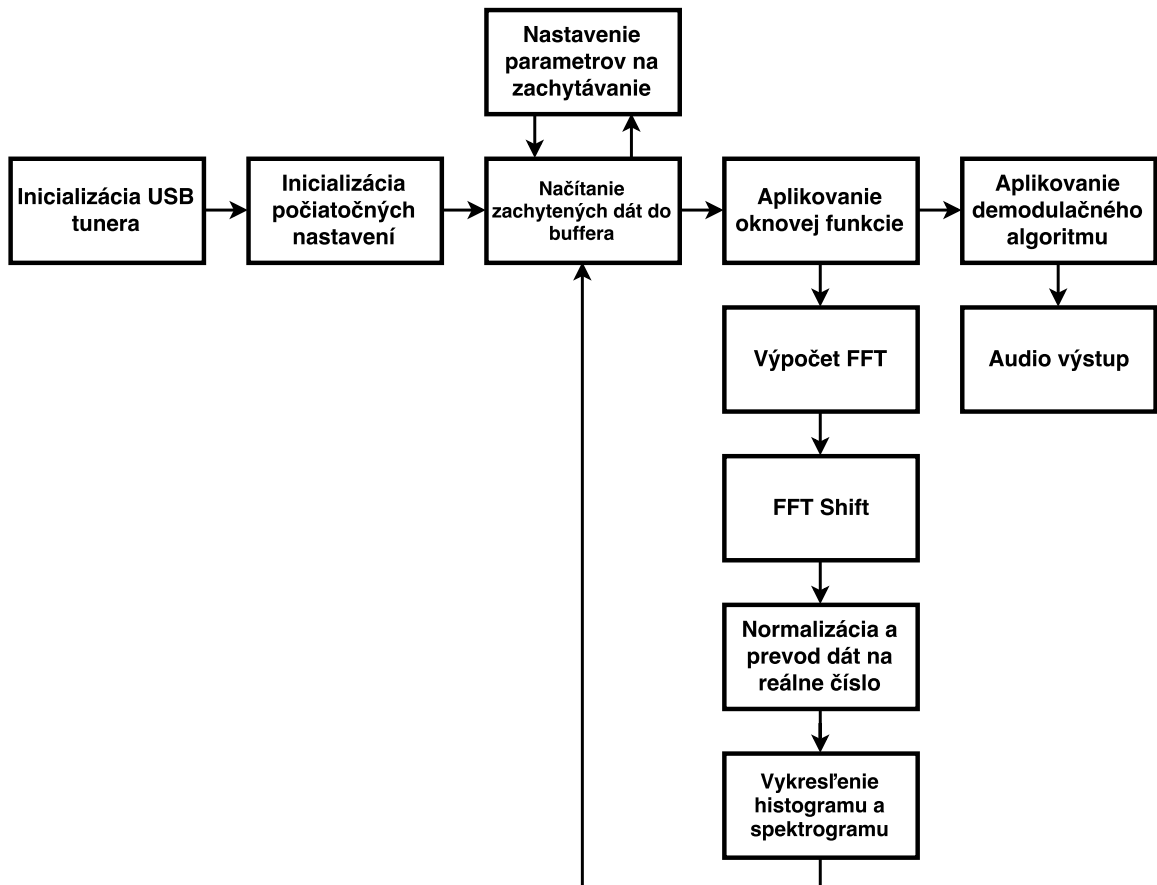 Nastavenie
parametrov na
zachytávanie
Inicializácia USB
tunera
Inicializácia
počiatočných
nastavení
Načítanie
zachytených dát do
buffera
Aplikovanie
oknovej funkcie
Aplikovanie
demodulačného
algoritmu
Výpočet FFT
Audio výstup
FFT Shift
Normalizácia a
prevod dát na
reálne číslo
Vykresľenie
histogramu a
spektrogramu